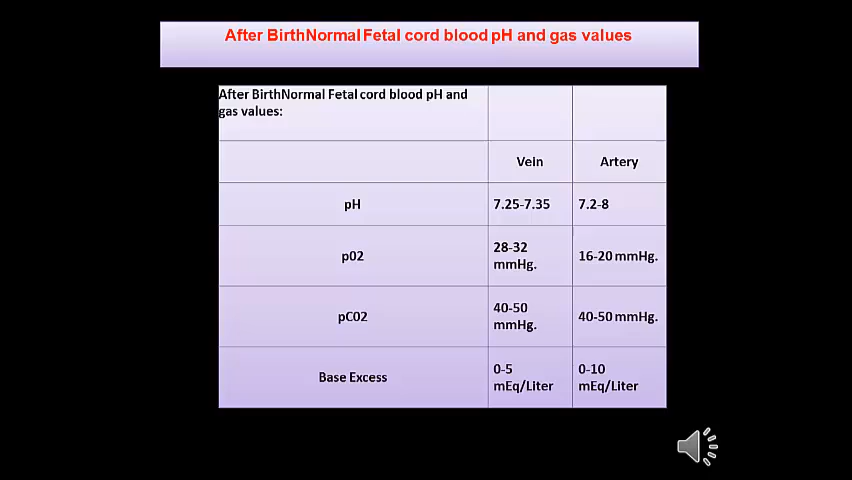 After BirthNormal Fetal cord blood pH and gas values
After BirthNormal Fetal cord blood pH and
gas values:
Vein Artery
pH 7.25-7.35 7.2-8
p02 28-32 mmHg. 16-20 mmHg.
pC02 40-50 mmHg. 40-50 mmHg.
Base Excess 0-5 mEq/Liter 0-10 mEq/Liter